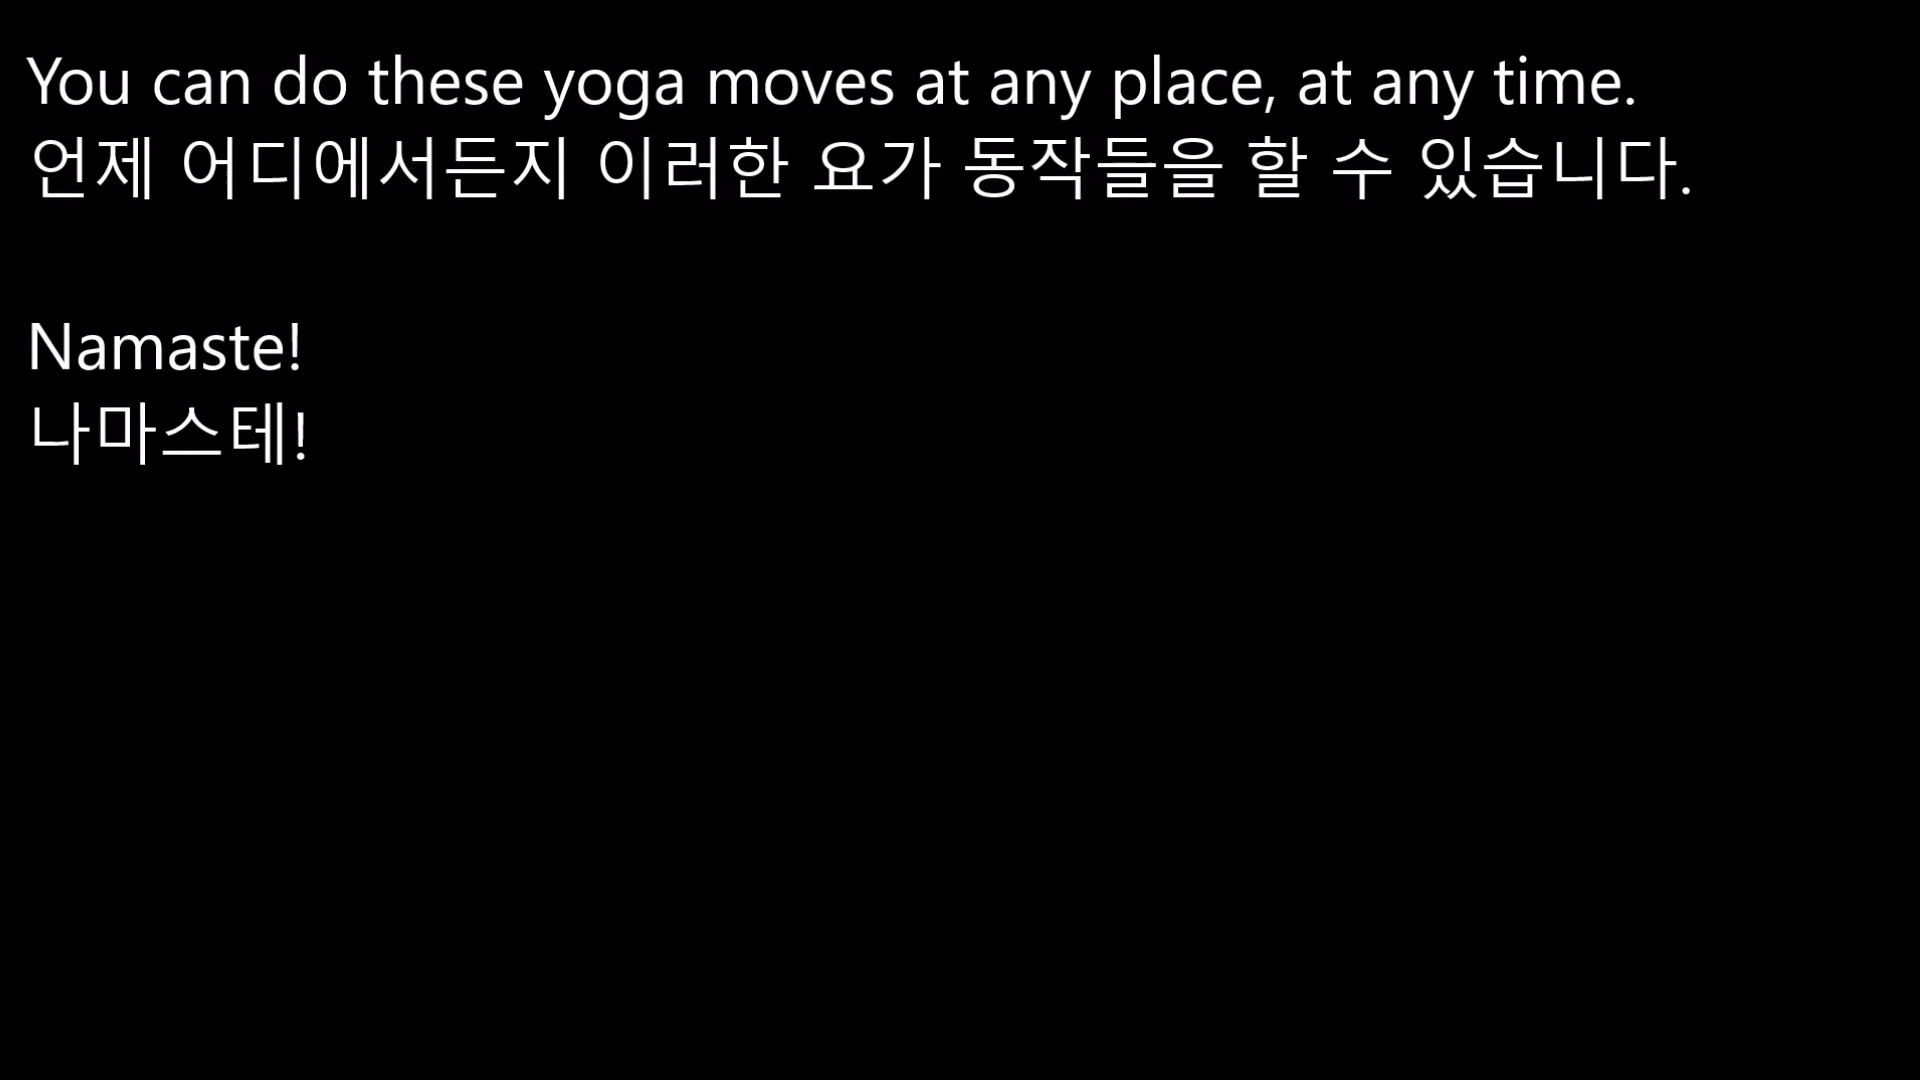 You can do these yoga moves at any place, at any time.
언제 어디에서든지 이러한 요가 동작들을 할 수 있습니다.
Namaste!
나마스테!